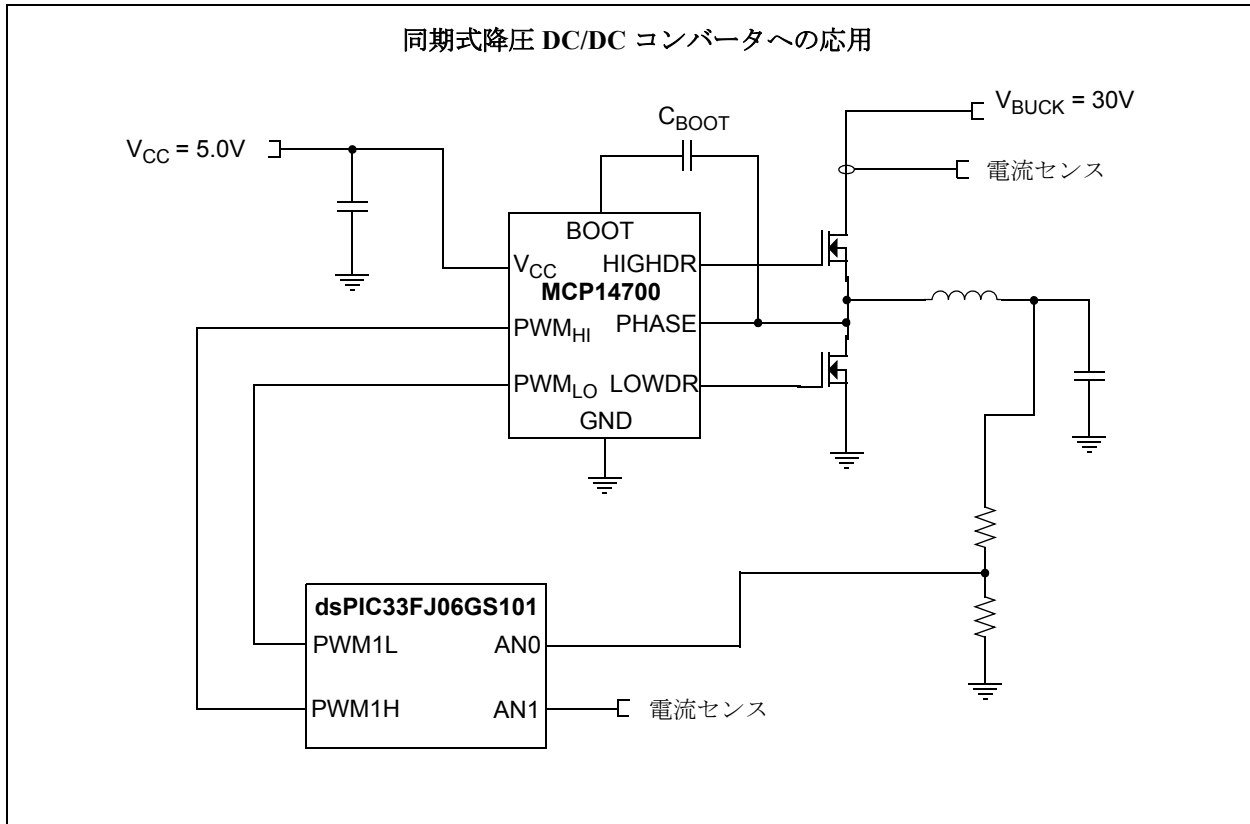 同期式降圧 DC/DC コンバータへの応用
V_BUCK = 30V
C_BOOT
V_CC = 5.0V
電流センス
BOOT
V_CC HIGHDR
MCP14700
PWM_HI PHASE
PWM_LO LOWDR
GND
dsPIC33FJ06GS101
PWM1L AN0
PWM1H AN1 電流センス